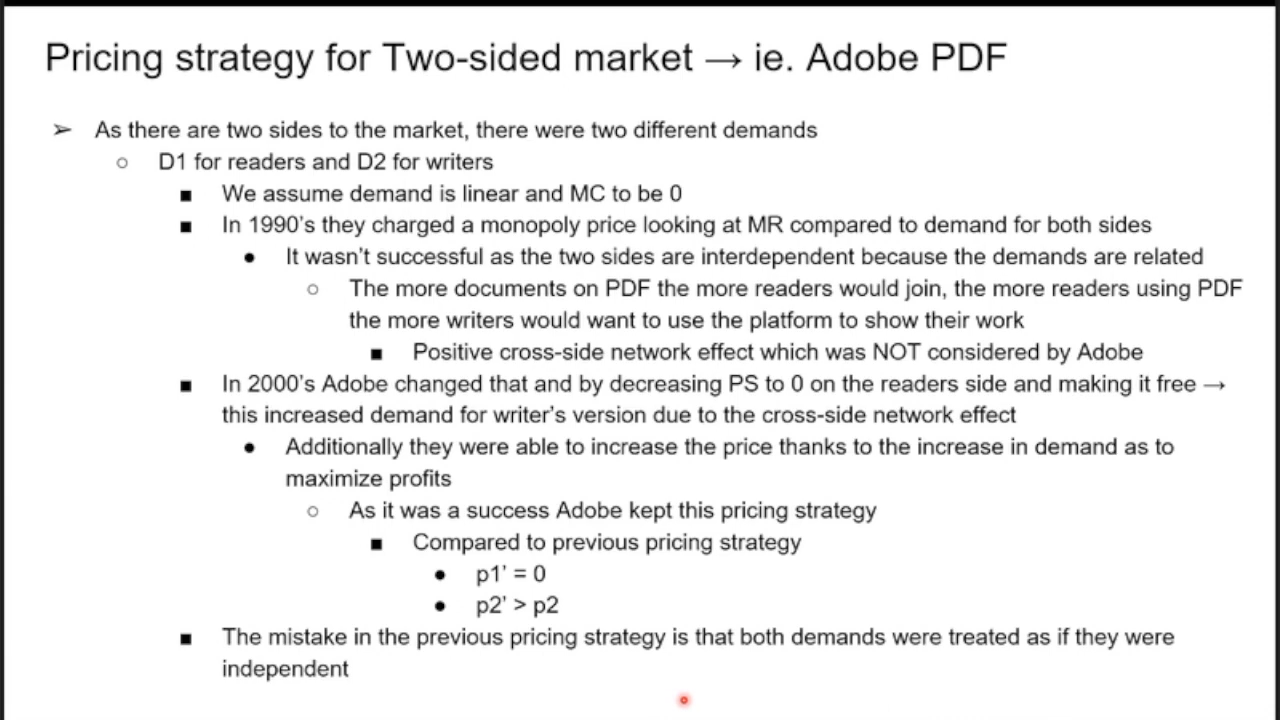 Pricing strategy for Two-sided market → ie. Adobe PDF
➢ As there are two sides to the market, there were two different demands
○ D1 for readers and D2 for writers
■ We assume demand is linear and MC to be 0
■ In 1990's they charged a monopoly price looking at MR compared to demand for both sides
● It wasn't successful as the two sides are interdependent because the demands are related
○ The more documents on PDF the more readers would join, the more readers using PDF
the more writers would want to use the platform to show their work
■ Positive cross-side network effect which was NOT considered by Adobe
■ In 2000's Adobe changed that and by decreasing PS to 0 on the readers side and making it free →
this increased demand for writer's version due to the cross-side network effect
● Additionally they were able to increase the price thanks to the increase in demand as to
maximize profits
○ As it was a success Adobe kept this pricing strategy
■ Compared to previous pricing strategy
● p1' = 0
● p2' > p2
■ The mistake in the previous pricing strategy is that both demands were treated as if they were
independent